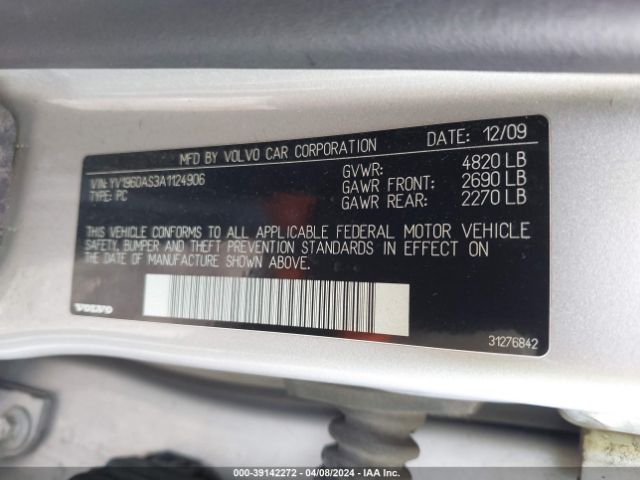 DATE: 12/09
MFD BY VOLVO CAR CORPORATION
VIN: YV1960AS3A1124906
TYPE: PC
GVWR: 4820 LB
GAWR FRONT: 2690 LB
GAWR REAR: 2270 LB
THIS VEHICLE CONFORMS TO ALL APPLICABLE FEDERAL MOTOR VEHICLE
SAFETY, BUMPER AND THEFT PREVENTION STANDARDS IN EFFECT ON
THE DATE OF MANUFACTURE SHOWN ABOVE.
VOLVO
31276842
000-39142272 - 04/08/2024 - IAA Inc.